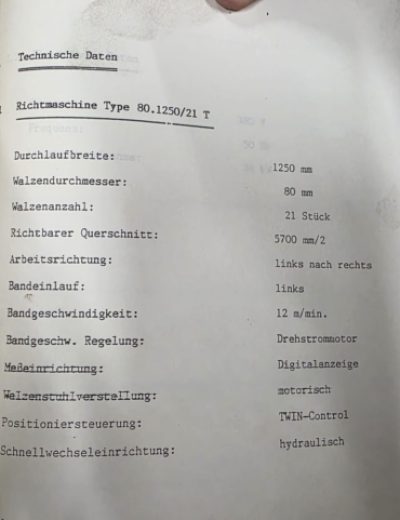 Technische Daten
Richtmaschine Type 80.1250/21 T
Durchlaufbreite: 1250 mm
Walzendurchmesser: 80 mm
Walzenanzahl: 21 Stück
Richtbarer Querschnitt: 5700 mm/2
Arbeitsrichtung: links nach rechts
Bandeinlauf: links
Bandgeschwindigkeit: 12 m/min.
Bandgeschw. Regelung: Drehstrommotor
Meßeinrichtung: Digitalanzeige
Walzenstuhlverstellung: motorisch
Positioniersteuerung: TWIN-Control
Schnellwechseleinrichtung: hydraulisch